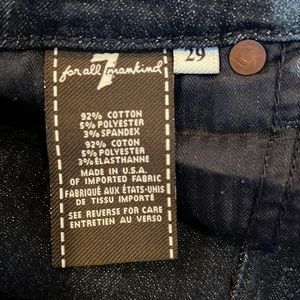 7
for all mankind
29
92% COTTON
5% POLYESTER
3% SPANDEX
92% COTON
5% POLYESTER
3% ÉLASTHANNE
MADE IN U.S.A.
OF IMPORTED FABRIC
FABRIQUÉ AUX ÉTATS-UNIS
DE TISSU IMPORTÉ
SEE REVERSE FOR CARE
ENTRETIEN AU VERSO